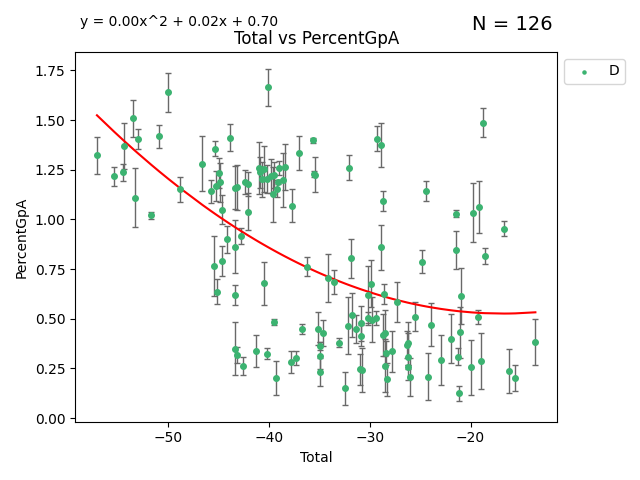 y = 0.00x^2 + 0.02x + 0.70
N = 126
Total vs PercentGpA
D
1.75
1.50
1.25
1.00
0.75
0.50
0.25
0.00
PercentGpA
−50
−40
−30
−20
Total